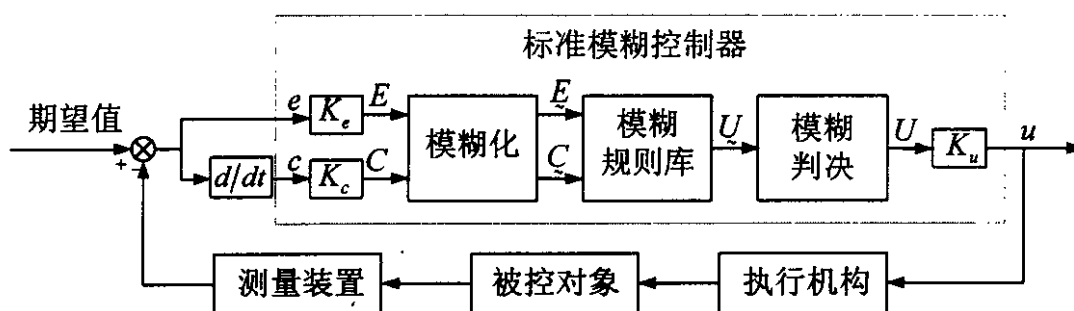 标准模糊控制器
期望值
+
-
e
K_e
E
d/dt
c
K_c
C
模糊化
Ḛ
C̰
模糊
规则库
Ṵ
模糊
判决
U
K_u
u
测量装置
被控对象
执行机构